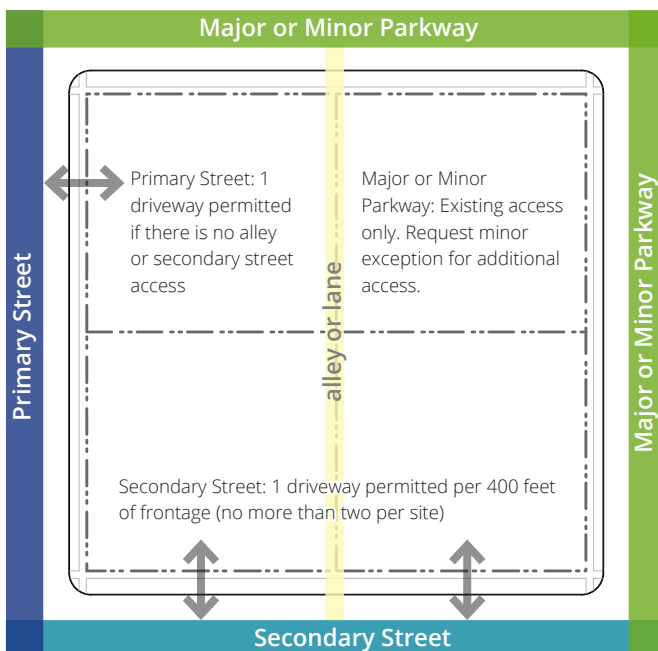 Major or Minor Parkway
Primary Street
Primary Street: 1
driveway permitted
if there is no alley
or secondary street
access
alley or lane
Major or Minor
Parkway: Existing access
only. Request minor
exception for additional
access.
Major or Minor Parkway
Secondary Street: 1 driveway permitted per 400 feet
of frontage (no more than two per site)
Secondary Street